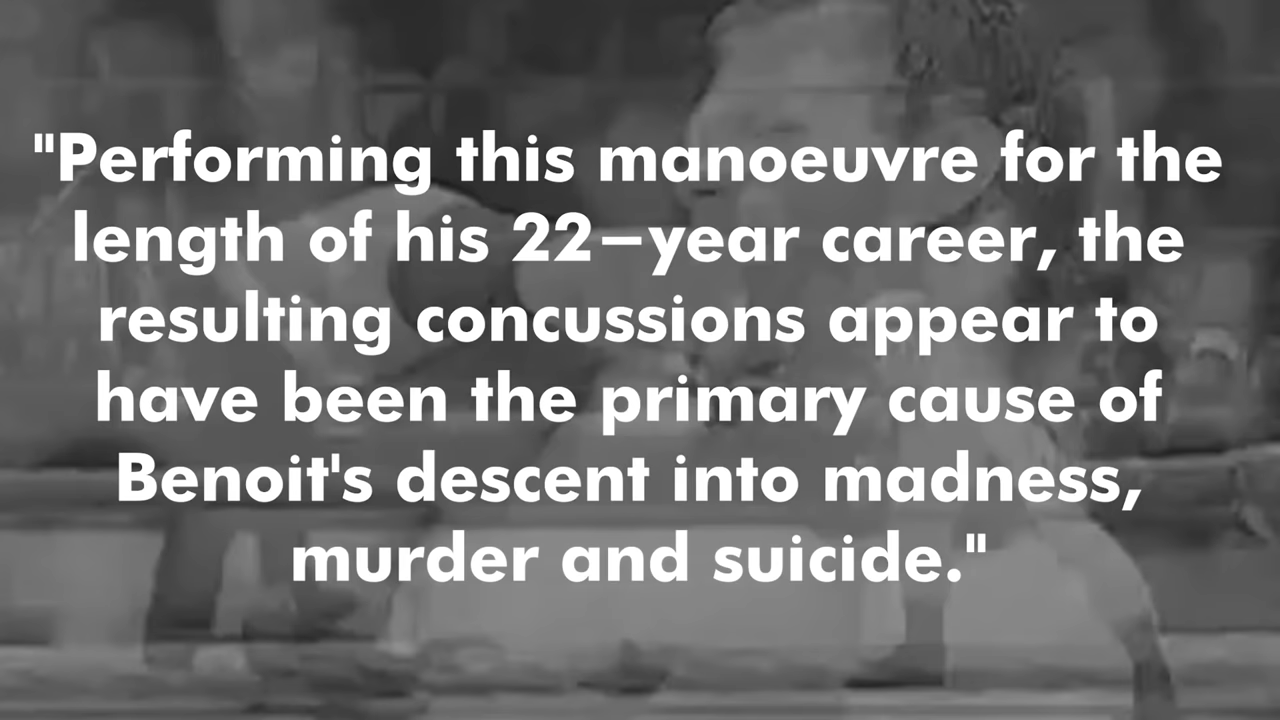 "Performing this manoeuvre for the
length of his 22–year career, the
resulting concussions appear to
have been the primary cause of
Benoit's descent into madness,
murder and suicide."